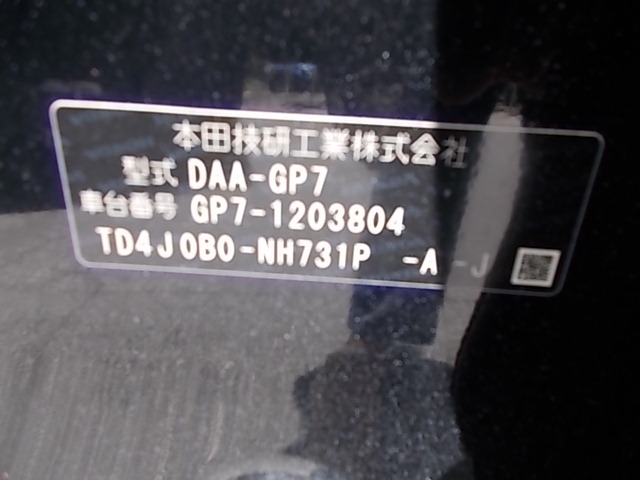 本田技研工業株式会社
型式 DAA-GP7
車台番号 GP7-1203804
TD4J0B0-NH731P -A -J